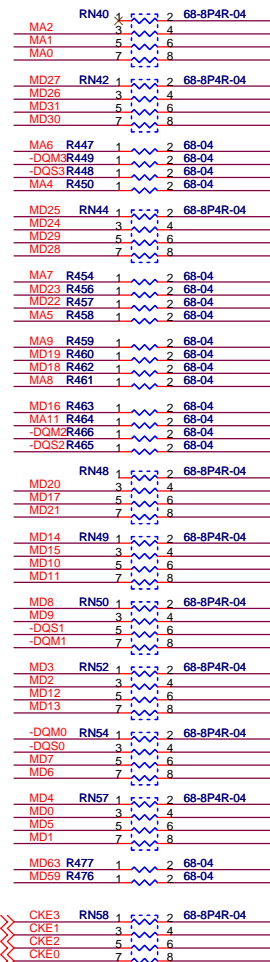 RN40 1 2 68-8P4R-04
MA2 3 4
MA1 5 6
MA0 7 8
MD27 RN42 1 2 68-8P4R-04
MD26 3 4
MD31 5 6
MD30 7 8
MA6 R447 1 2 68-04
-DQM3 R449 1 2 68-04
-DQS3 R448 1 2 68-04
MA4 R450 1 2 68-04
MD25 RN44 1 2 68-8P4R-04
MD24 3 4
MD29 5 6
MD28 7 8
MA7 R454 1 2 68-04
MD23 R456 1 2 68-04
MD22 R457 1 2 68-04
MA5 R458 1 2 68-04
MA9 R459 1 2 68-04
MD19 R460 1 2 68-04
MD18 R462 1 2 68-04
MA8 R461 1 2 68-04
MD16 R463 1 2 68-04
MA11 R464 1 2 68-04
-DQM2 R466 1 2 68-04
-DQS2 R465 1 2 68-04
RN48 1 2 68-8P4R-04
MD20 3 4
MD17 5 6
MD21 7 8
MD14 RN49 1 2 68-8P4R-04
MD15 3 4
MD10 5 6
MD11 7 8
MD8 RN50 1 2 68-8P4R-04
MD9 3 4
-DQS1 5 6
-DQM1 7 8
MD3 RN52 1 2 68-8P4R-04
MD2 3 4
MD12 5 6
MD13 7 8
-DQM0 RN54 1 2 68-8P4R-04
-DQS0 3 4
MD7 5 6
MD6 7 8
MD4 RN57 1 2 68-8P4R-04
MD0 3 4
MD5 5 6
MD1 7 8
MD63 R477 1 2 68-04
MD59 R476 1 2 68-04
CKE3 RN58 1 2 68-8P4R-04
CKE1 3 4
CKE2 5 6
CKE0 7 8